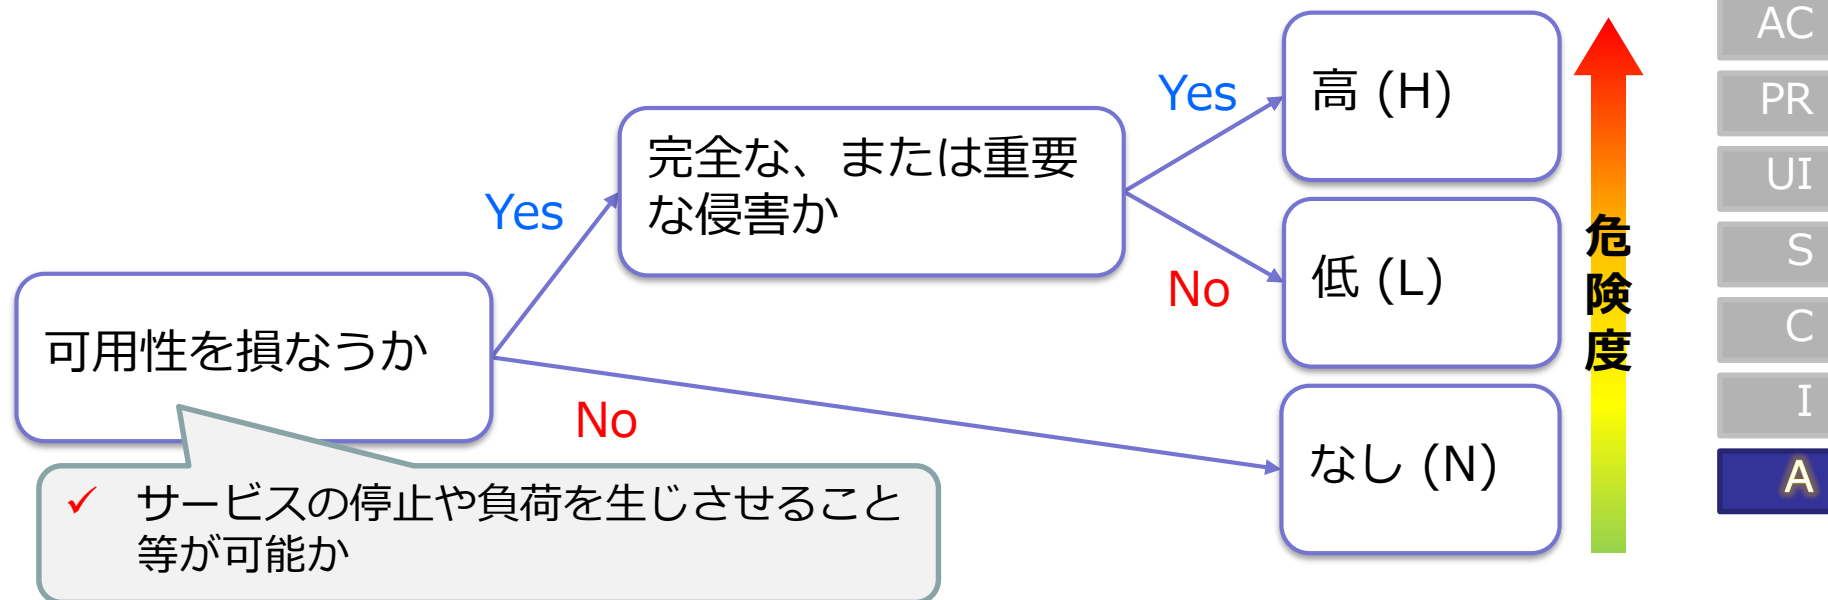 可用性を損なうか
✓ サービスの停止や負荷を生じさせること
等が可能か
Yes
No
完全な、または重要
な侵害か
Yes
No
高 (H)
低 (L)
なし (N)
危
険
度
AC
PR
UI
S
C
I
A